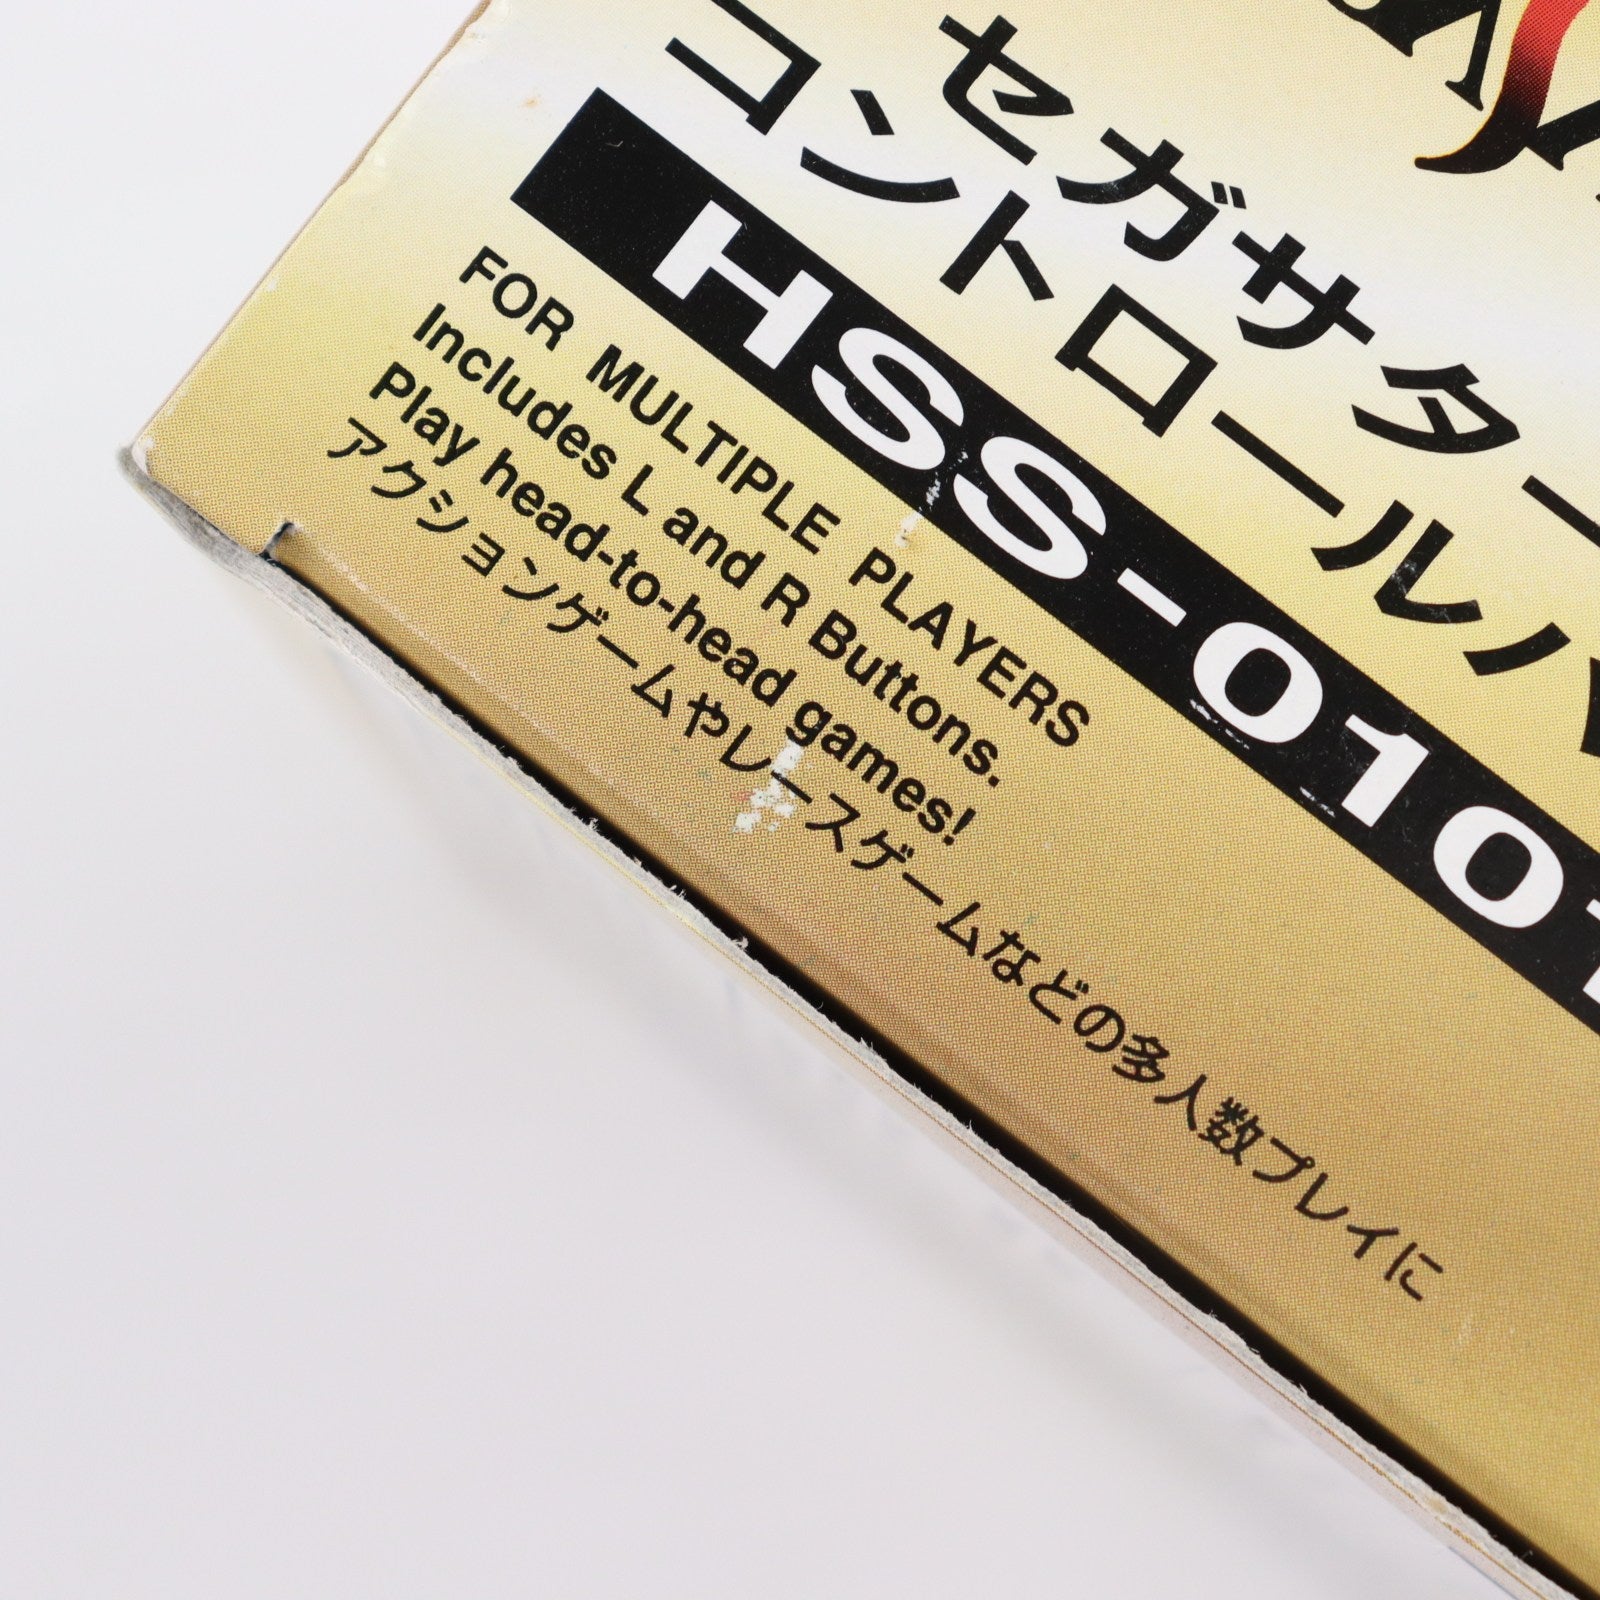 セガサター
コントロールパ
HSS-0101
FOR MULTIPLE PLAYERS
Includes L and R Buttons.
Play head-to-head games!
アクションゲームやレースゲームなどの多人数プレイに